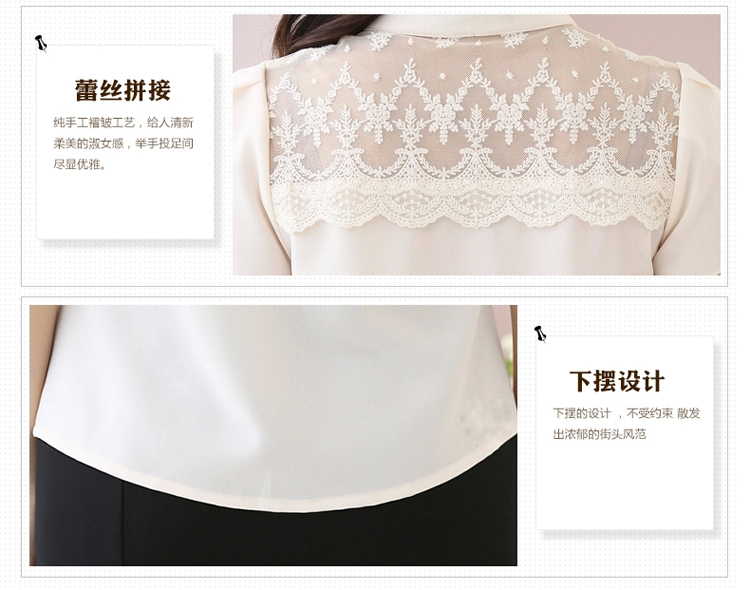 蕾丝拼接
纯手工褶皱工艺，给人清新
柔美的淑女感，举手投足间
尽显优雅。
下摆设计
下摆的设计 ，不受约束 散发
出浓郁的街头风范